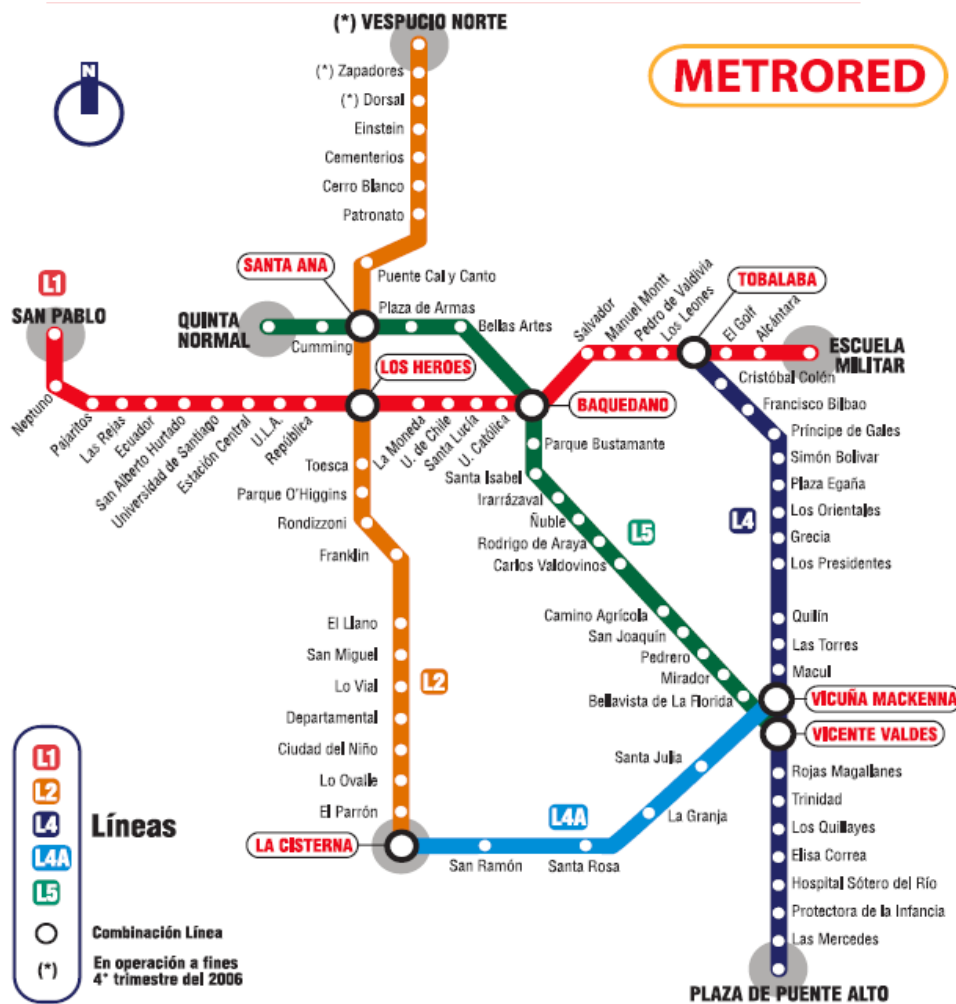 (*) VESPUCIO NORTE
N
METRORED
(*) Zapadores
(*) Dorsal
Einstein
Cementerios
Cerro Blanco
Patronato
SANTA ANA
Puente Cal y Canto
L1
SAN PABLO
QUINTA
NORMAL
Cumming
Plaza de Armas
Bellas Artes
Salvador
Manuel Montt
Pedro de Valdivia
Los Leones
TOBALABA
El Golf
Alcántara
ESCUELA
MILITAR
LOS HEROES
BAQUEDANO
Cristóbal Colén
Francisco Bilbao
Príncipe de Gales
Simón Bolivar
Plaza Egaña
Los Orientales
Grecia
Los Presidentes
Neptuno
Pajaritos
Las Rejas
Ecuador
San Alberto Hurtado
Universidad de Santiago
Estación Central
U.L.A.
República
La Moneda
U. de Chile
Santa Lucía
U. Católica
Parque Bustamante
Toesca
Parque O'Higgins
Rondizzoni
Franklin
Santa Isabel
Irarrázaval
Ñuble
Rodrigo de Araya
Carlos Valdovinos
L5
L4
Camino Agrícola
San Joaquín
Pedrero
Mirador
Bellavista de La Florida
Quilín
Las Torres
Macul
El Llano
San Miguel
Lo Vial
L2
Departamental
Ciudad del Niño
Lo Ovalle
El Parrón
VICUÑA MACKENNA
VICENTE VALDES
Santa Julia
La Granja
L4A
LA CISTERNA
San Ramón
Santa Rosa
Rojas Magallanes
Trinidad
Los Quillayes
Elisa Correa
Hospital Sótero del Río
Protectora de la Infancia
Las Mercedes
PLAZA DE PUENTE ALTO
L1
L2
L4
L4A
L5
Líneas
Combinación Línea
(*)
En operación a fines
4° trimestre del 2006